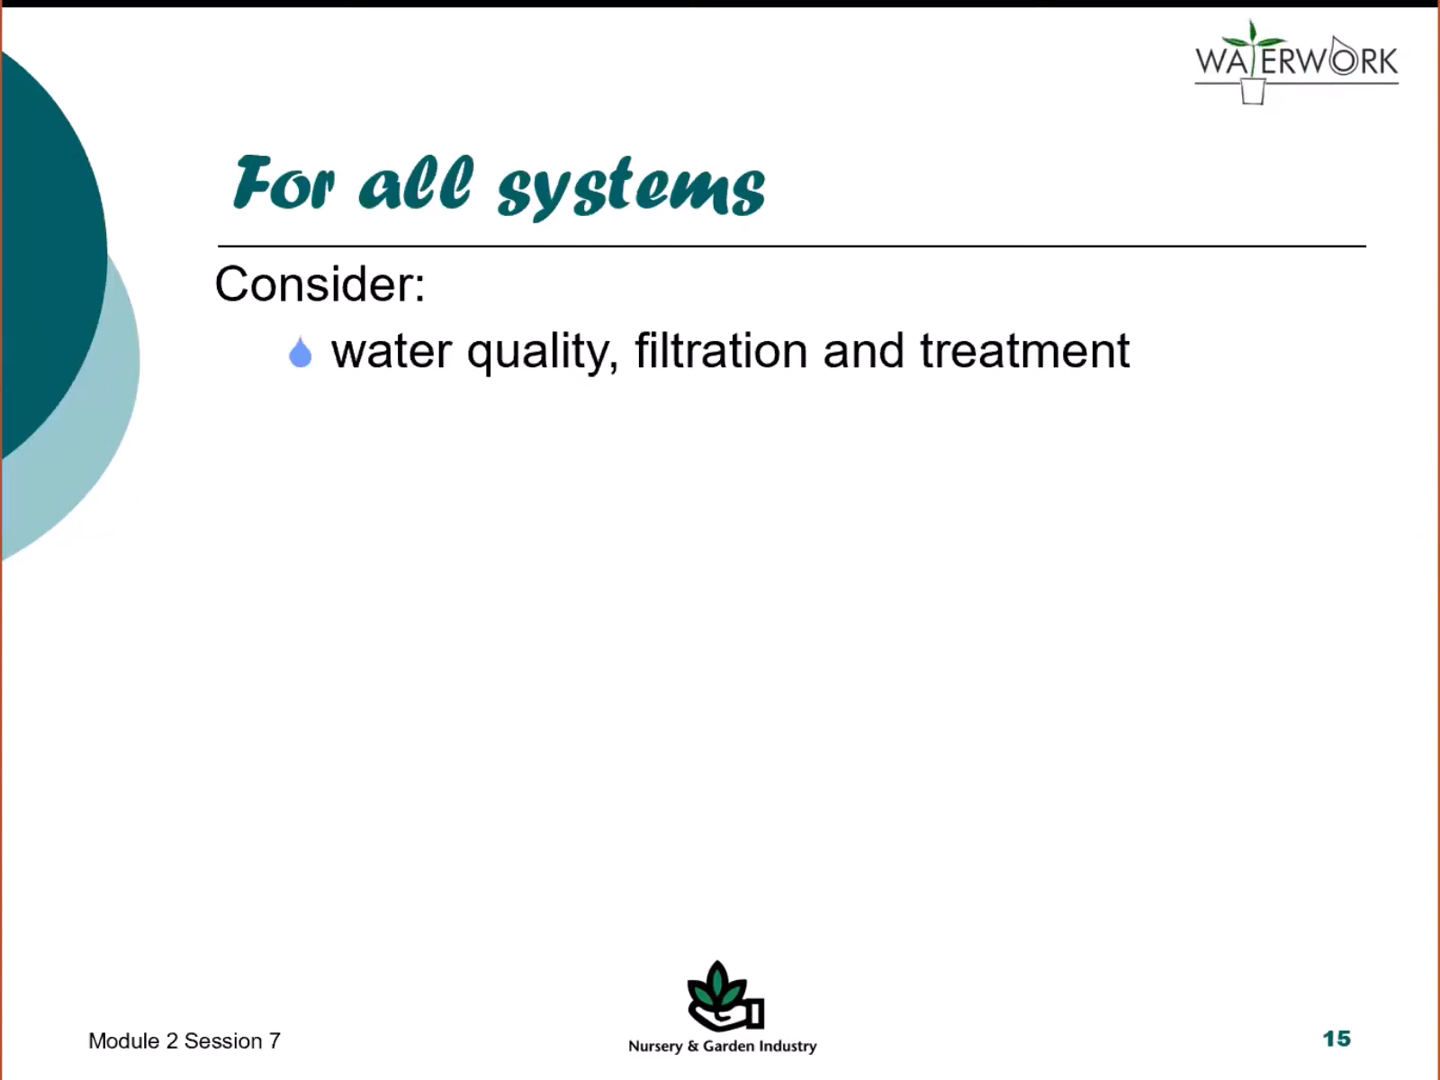 WATERWORK
For all systems
Consider:
water quality, filtration and treatment
Nursery & Garden Industry
Module 2 Session 7
15